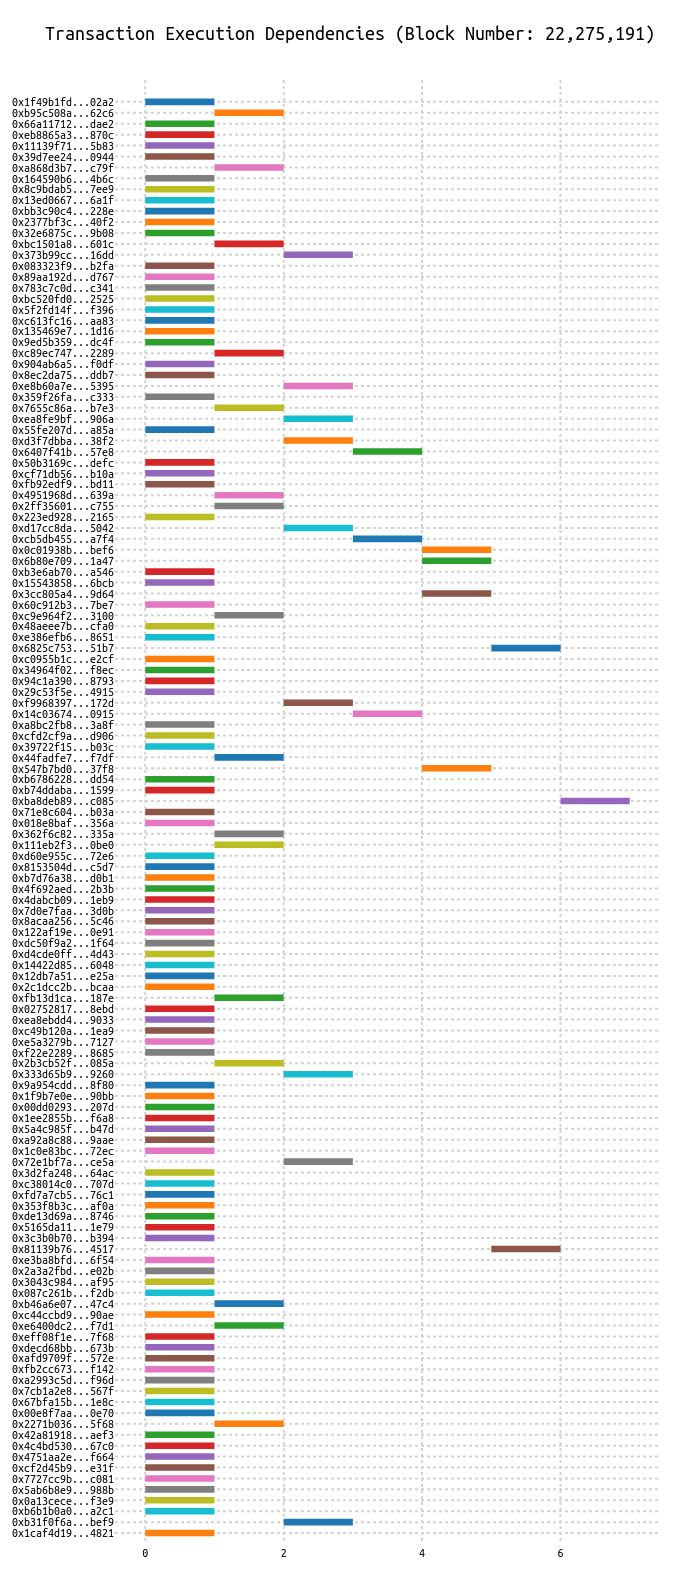 Transaction Execution Dependencies (Block Number: 22,275,191)
0x1f49b1fd...02a2
0xb95c508a...62c6
0x66a11712...dae2
0xeb8865a3...870c
0x11139f71...5b83
0x39d7ee24...0944
0xa868d3b7...c79f
0x164590b6...4b6c
0x8c9bdab5...7ee9
0x13ed0667...6a1f
0xbb3c90c4...228e
0x2377bf3c...40f2
0x32e6875c...9b08
0xbc1501a8...601c
0x373b99cc...16dd
0x083323f9...b2fa
0x89aa192d...d767
0x783c7c0d...c341
0xbc520fd0...2525
0x5f2fd14f...f396
0xc613fc16...aa83
0x135469e7...1d16
0x9ed5b359...dc4f
0xc89ec747...2289
0x904ab6a5...f0df
0x8ec2da75...ddb7
0xe8b60a7e...5395
0x359f26fa...c333
0x7655c86a...b7e3
0xea8fe9bf...906a
0x55fe207d...a85a
0xd3f7dbba...38f2
0x6407f41b...57e8
0x50b3169c...defc
0xcf71db56...b10a
0xfb92edf9...bd11
0x4951968d...639a
0x2ff35601...c755
0x223ed928...2165
0xd17cc8da...5042
0xcb5db455...a7f4
0x0c01938b...bef6
0x6b80e709...1a47
0xb3e6ab70...a546
0x15543858...6bcb
0x3cc805a4...9d64
0x60c912b3...7be7
0xc9e964f2...3100
0x48aeee7b...cfa0
0xe386efb6...8651
0x6825c753...51b7
0xc0955b1c...e2cf
0x34964f02...f8ec
0x94c1a390...8793
0x29c53f5e...4915
0xf9968397...172d
0x14c03674...0915
0xa8bc2fb8...3a8f
0xcfd2cf9a...d906
0x39722f15...b03c
0x44fadfe7...f7df
0x547b7bd0...37f8
0xb6786228...dd54
0xb74ddaba...1599
0xba8deb89...c085
0x71e8c604...b03a
0x018e8baf...356a
0x362f6c82...335a
0x111eb2f3...0be0
0xd60e955c...72e6
0x8153504d...c5d7
0xb7d76a38...d0b1
0x4f692aed...2b3b
0x4dabcb09...1eb9
0x7d0e7faa...3d0b
0x8acaa256...5c46
0x122af19e...0e91
0xdc50f9a2...1f64
0xd4cde0ff...4d43
0x14422d85...6048
0x12db7a51...e25a
0x2c1dcc2b...bcaa
0xfb13d1ca...187e
0x02752817...8ebd
0xea8ebdd4...9033
0xc49b120a...1ea9
0xe5a3279b...7127
0xf22e2289...8685
0x2b3cb52f...085a
0x333d65b9...9260
0x9a954cdd...8f80
0x1f9b7e0e...90bb
0x00dd0293...207d
0x1ee2855b...f6a8
0x5a4c985f...b47d
0xa92a8c88...9aae
0x1c0e83bc...72ec
0x72e1bf7a...ce5a
0x3d2fa248...64ac
0xc38014c0...707d
0xfd7a7cb5...76c1
0x353f8b3c...af0a
0xde13d69a...8746
0x5165da11...1e79
0x3c3b0b70...b394
0x81139b76...4517
0xe3ba8bfd...6f54
0x2a3a2fbd...e02b
0x3043c984...af95
0x087c261b...f2db
0xb46a6e07...47c4
0xc44ccbd9...90ae
0xe6400dc2...f7d1
0xeff08f1e...7f68
0xdecd68bb...673b
0xafd9709f...572e
0xfb2cc673...f142
0xa2993c5d...f96d
0x7cb1a2e8...567f
0x67bfa15b...1e8c
0x00e8f7aa...0e70
0x2271b036...5f68
0x42a81918...aef3
0x4c4bd530...67c0
0x4751aa2e...f664
0xcf2d45b9...e31f
0x7727cc9b...c081
0x5ab6b8e9...988b
0x0a13cece...f3e9
0xb6b1b0a0...a2c1
0xb31f0f6a...bef9
0x1caf4d19...4821
0 2 4 6